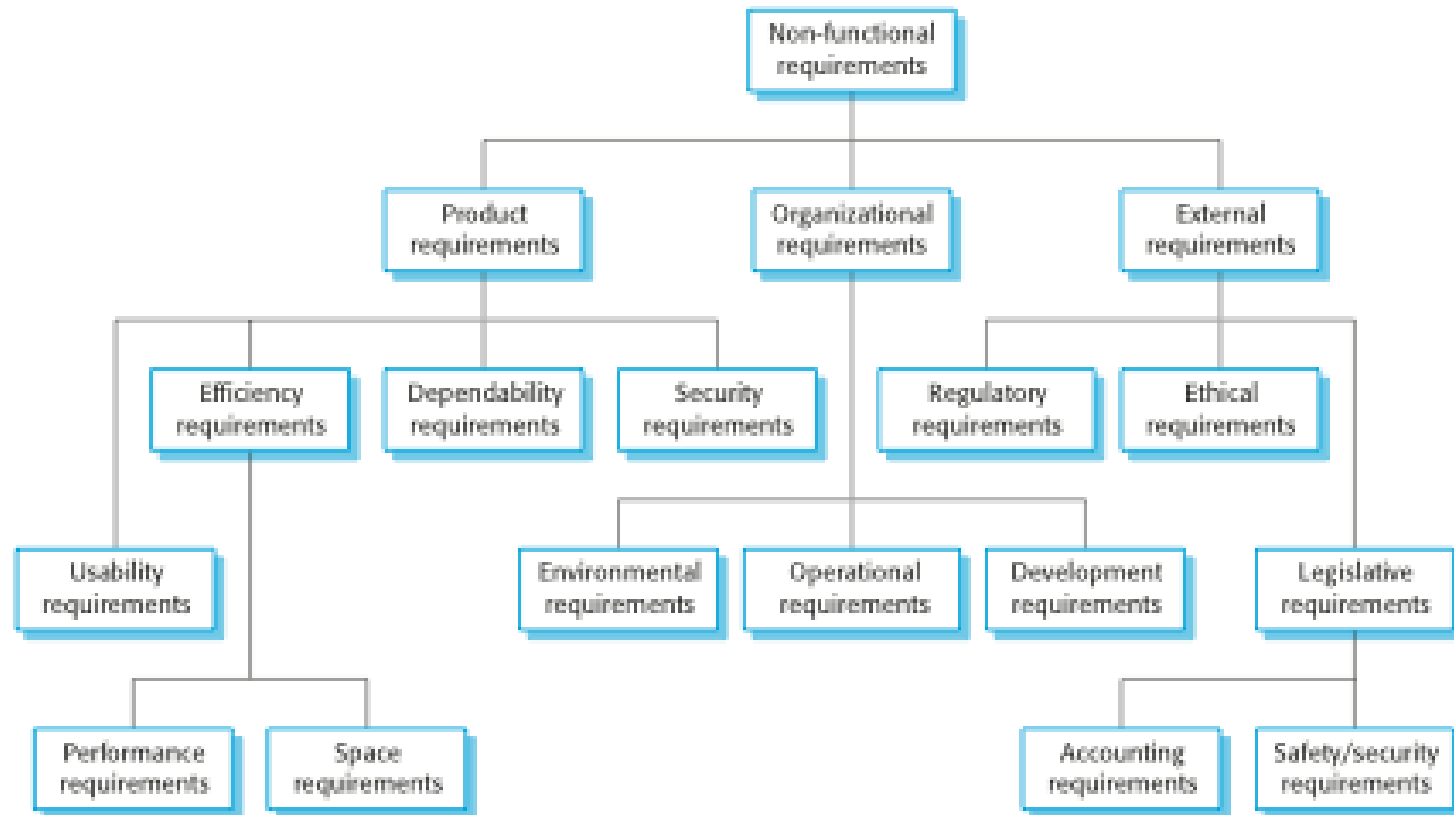 Non-functional
requirements
Product
requirements
Organizational
requirements
External
requirements
Efficiency
requirements
Dependability
requirements
Security
requirements
Regulatory
requirements
Ethical
requirements
Usability
requirements
Environmental
requirements
Operational
requirements
Development
requirements
Legislative
requirements
Performance
requirements
Space
requirements
Accounting
requirements
Safety/security
requirements